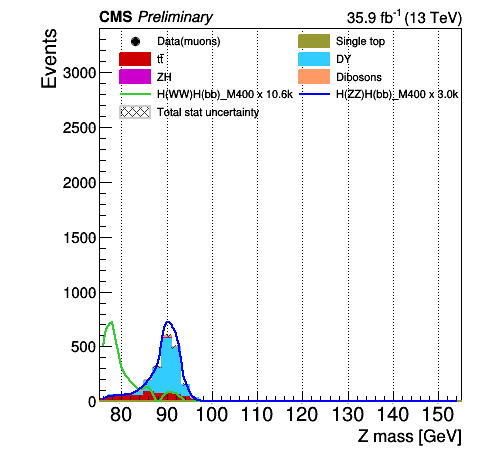 CMS Preliminary 35.9 fb⁻¹ (13 TeV)
Events
Data(muons) Single top
tt̄ DY
ZH Dibosons
H(WW)H(bb)_M400 x 10.6k H(ZZ)H(bb)_M400 x 3.0k
Total stat uncertainty
3000
2500
2000
1500
1000
500
0
80 90 100 110 120 130 140 150
Z mass [GeV]